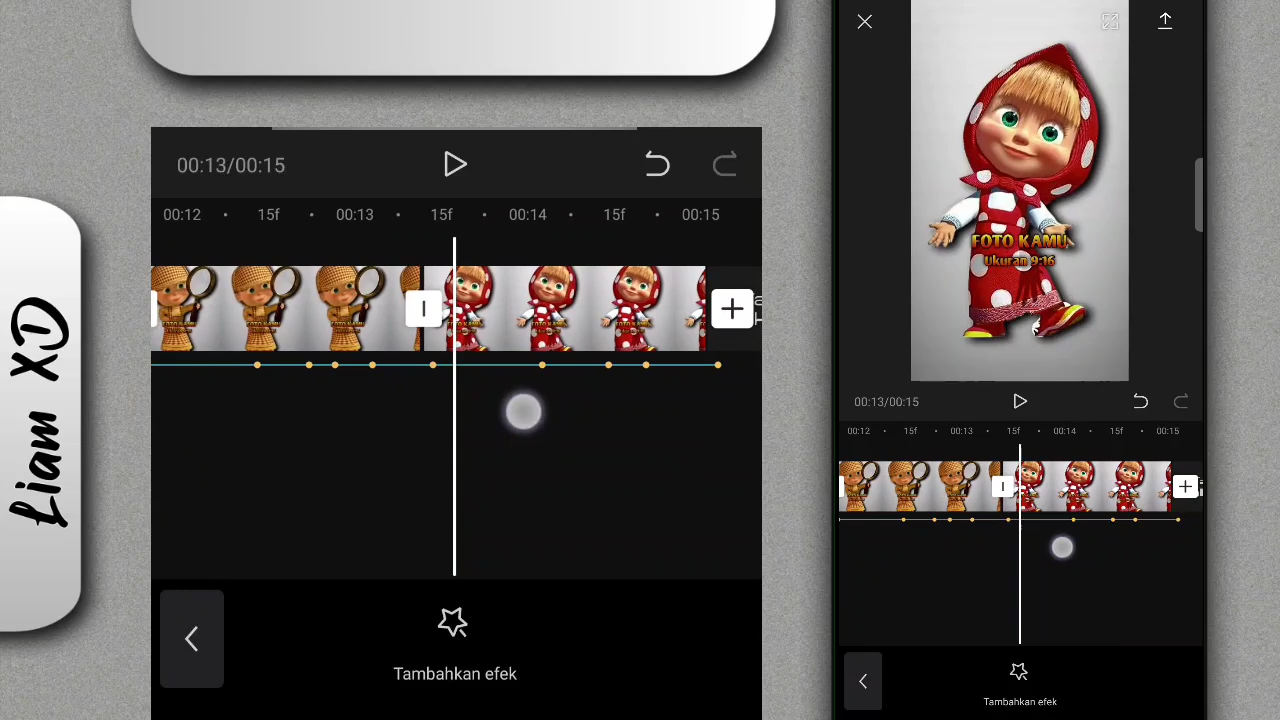 Liam XD
00:13/00:15
00:12 15f 00:13 15f 00:14 15f 00:15
Tambahkan efek
FOTO KAMU
Ukuran 9:16
00:13/00:15
00:12 15f 00:13 15f 00:14 15f 00:15
Tambahkan efek